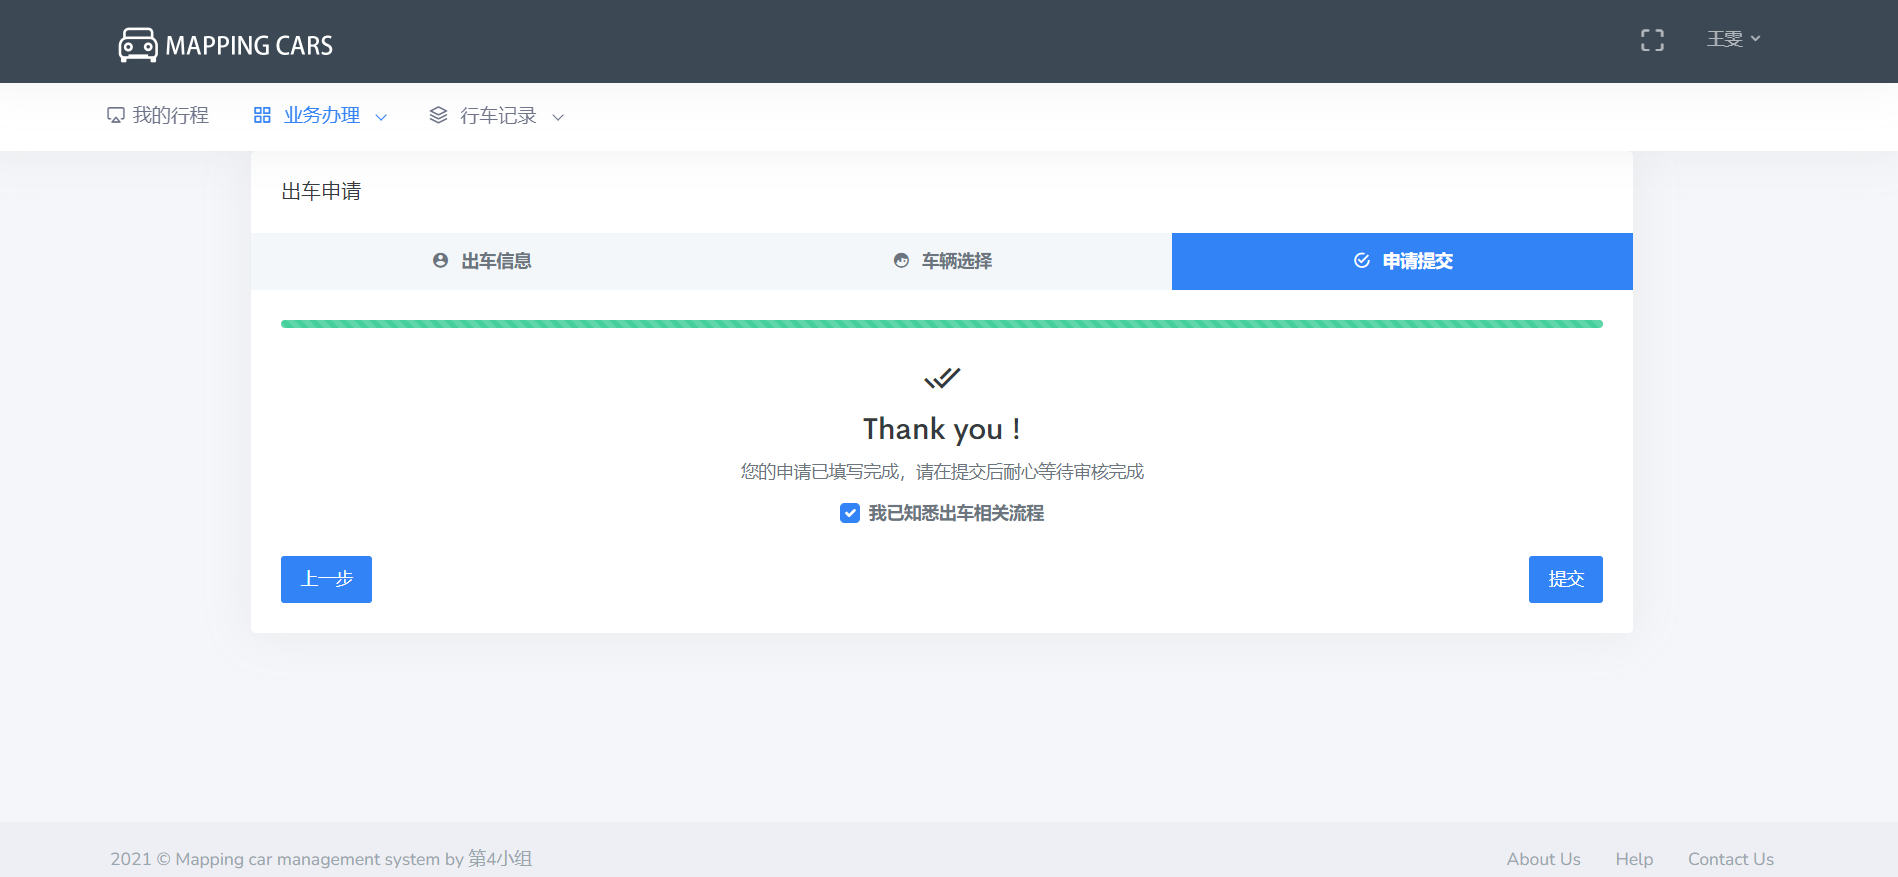 MAPPING CARS
王雯
我的行程 业务办理 行车记录
出车申请
出车信息 车辆选择 申请提交
Thank you !
您的申请已填写完成，请在提交后耐心等待审核完成
我已知悉出车相关流程
上一步 提交
2021 © Mapping car management system by 第4小组 About Us Help Contact Us